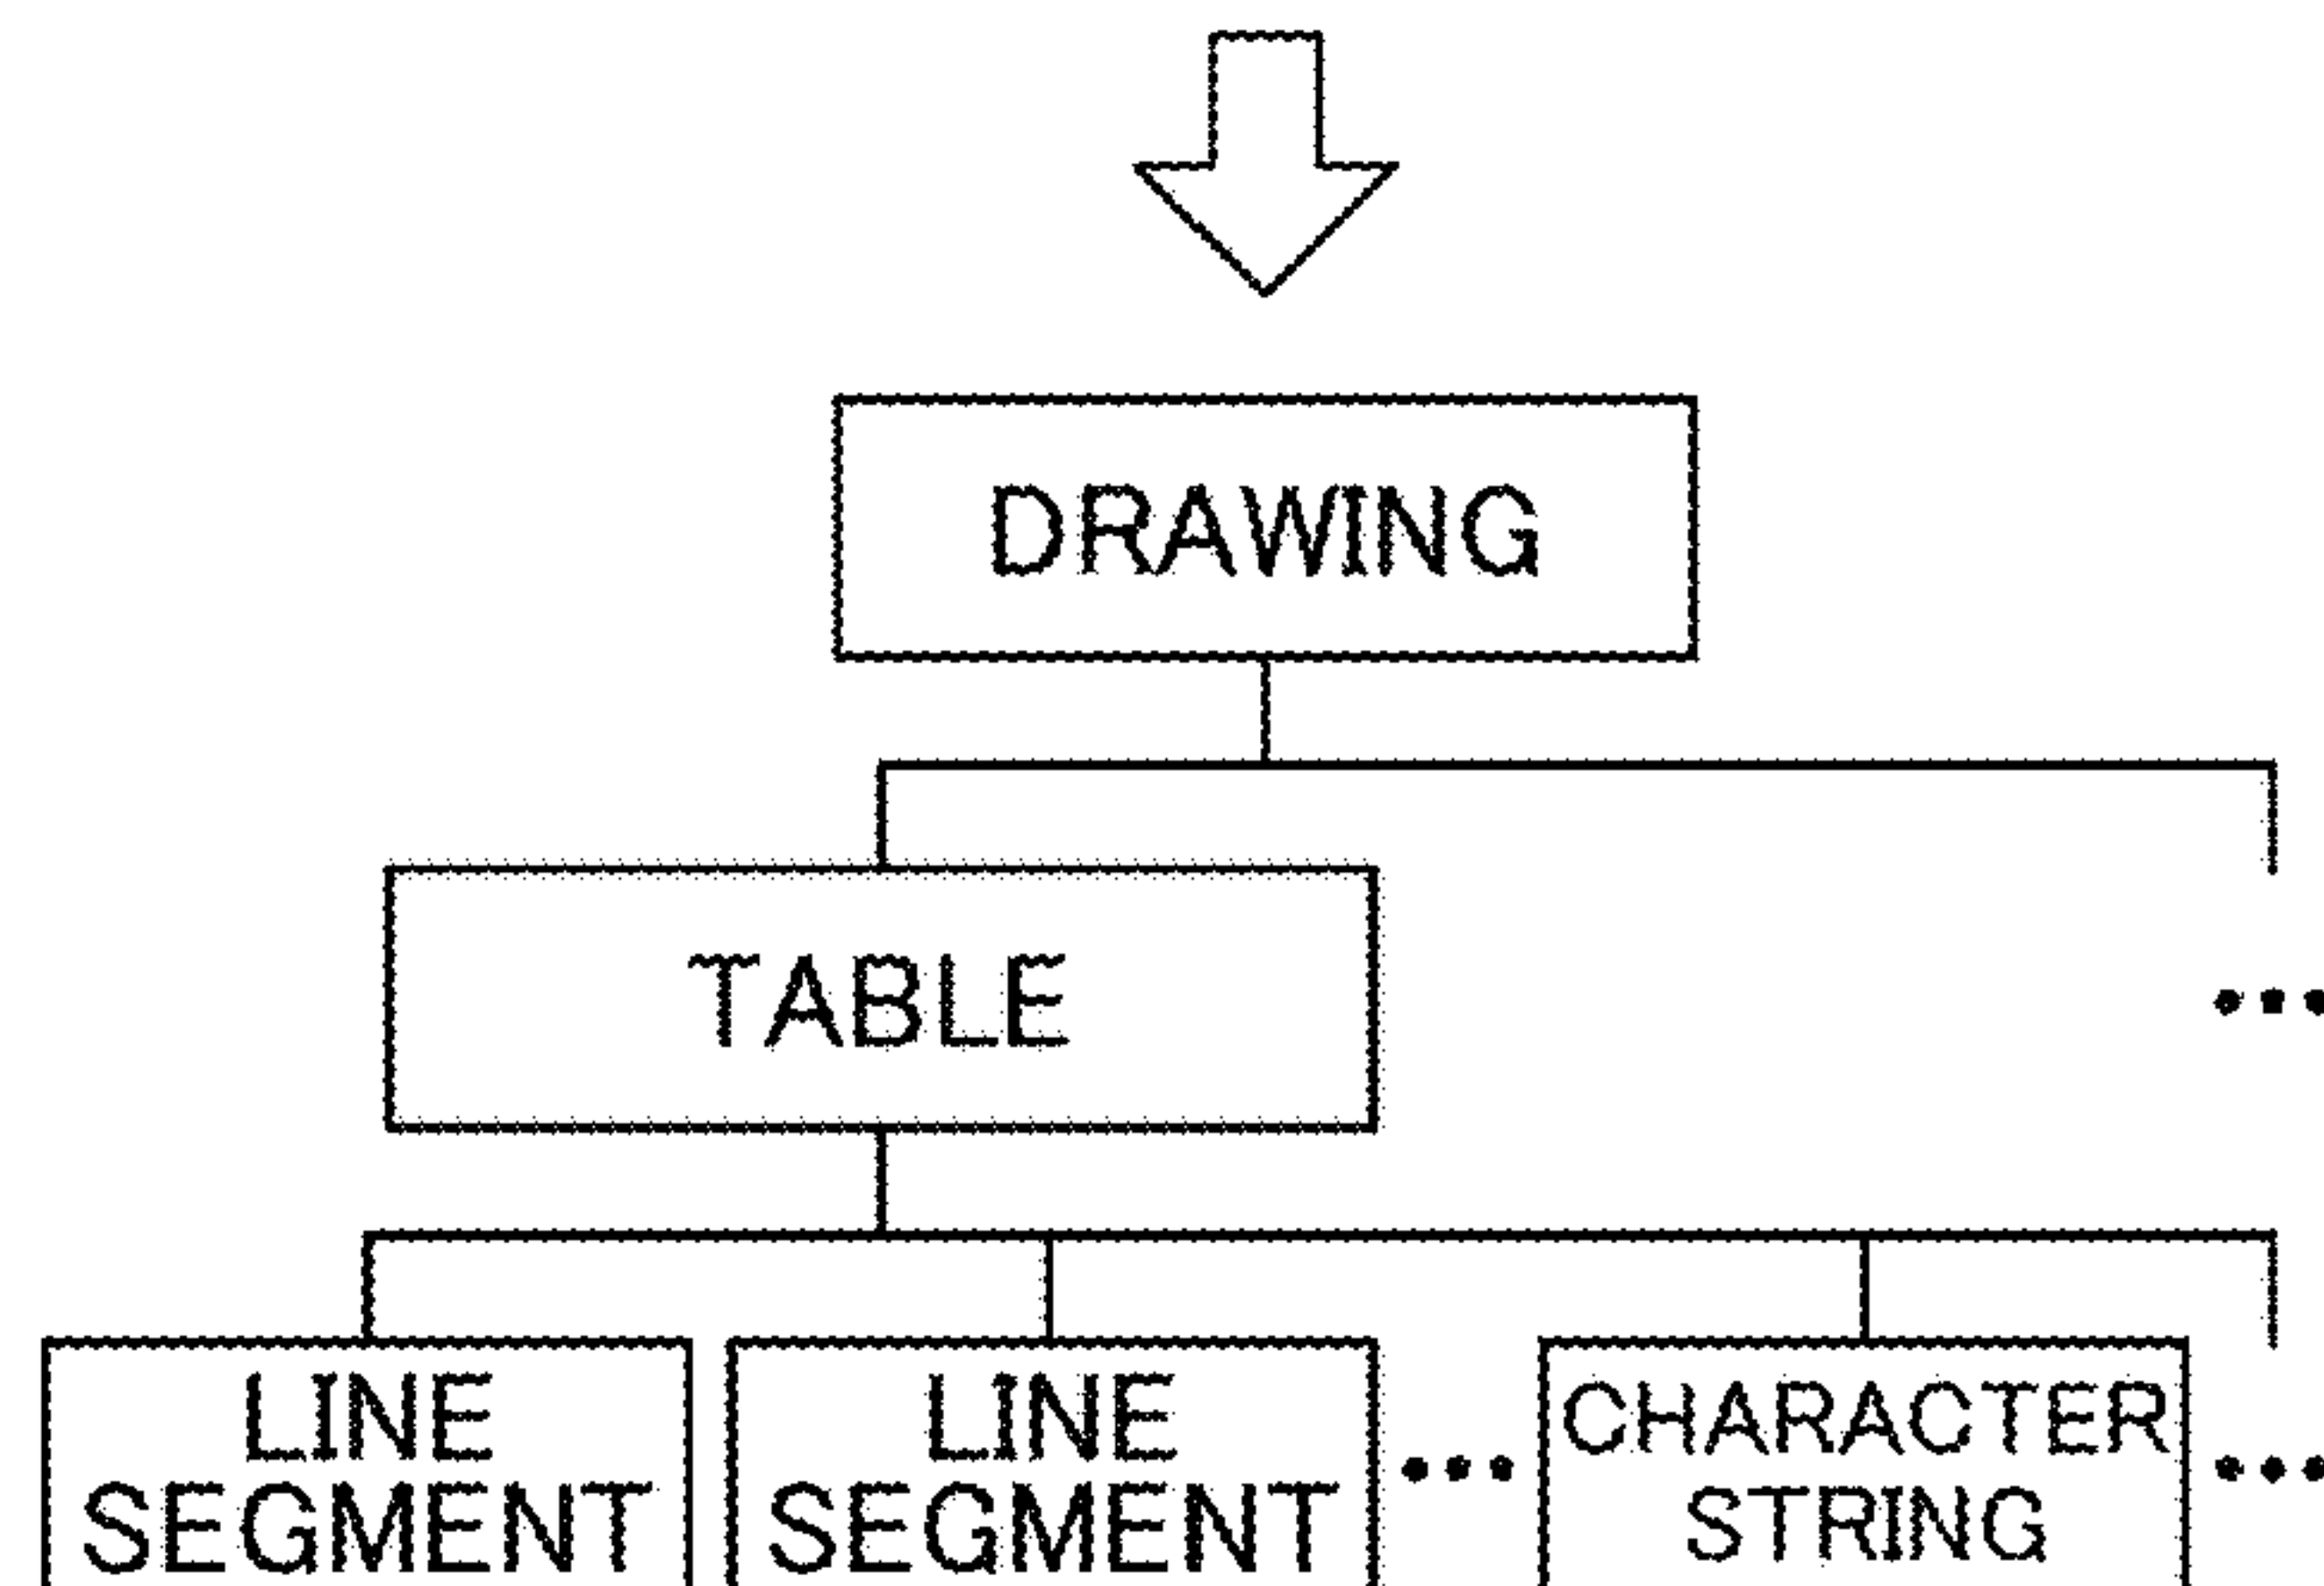 DRAWING
TABLE
...
LINE
SEGMENT
LINE
SEGMENT
...
CHARACTER
STRING
...